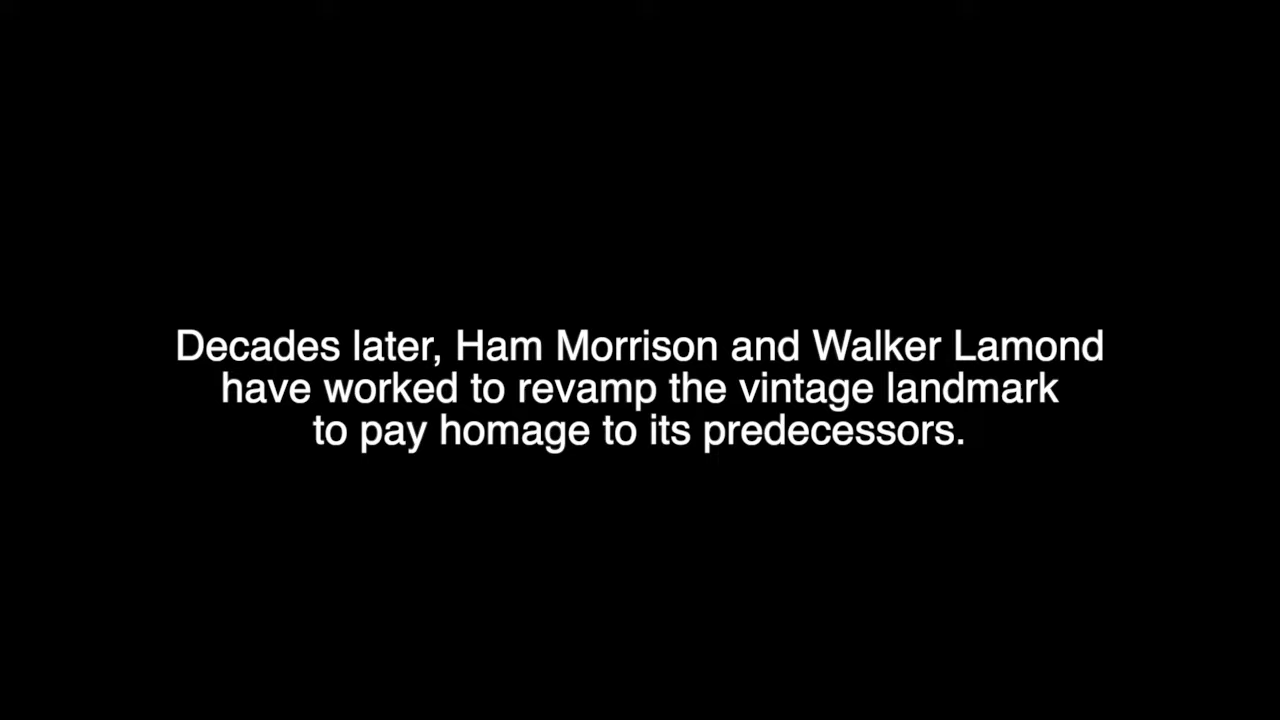 Decades later, Ham Morrison and Walker Lamond
have worked to revamp the vintage landmark
to pay homage to its predecessors.